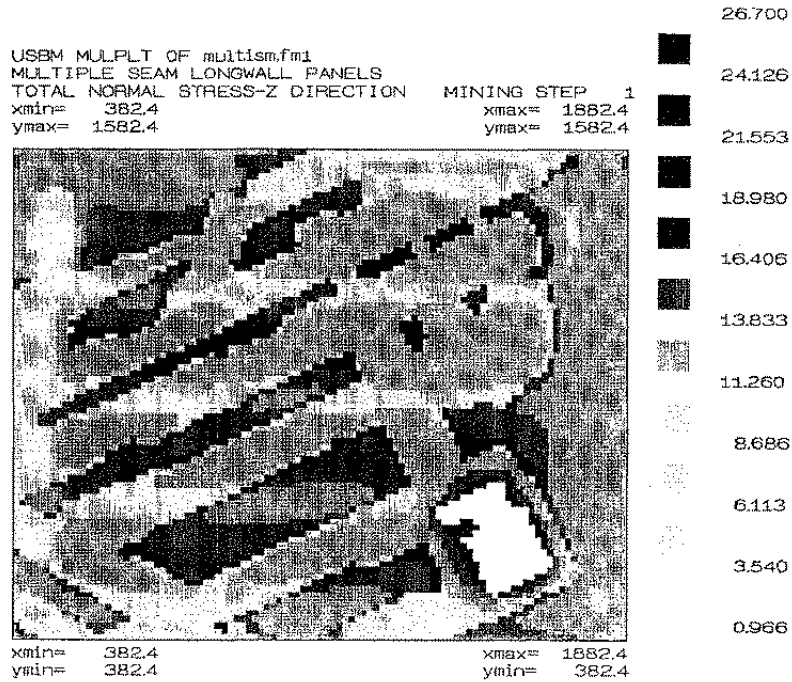 26.700
USBM MULPLT OF multism.fm1
MULTIPLE SEAM LONGWALL PANELS
TOTAL NORMAL STRESS-Z DIRECTION MINING STEP 1
xmin= 382.4 xmax= 1882.4
ymax= 1582.4 ymax= 1582.4
24.126
21.553
18.980
16.406
13.833
11.260
8.686
6.113
3.540
0.966
xmin= 382.4 xmax= 1882.4
ymin= 382.4 ymin= 382.4